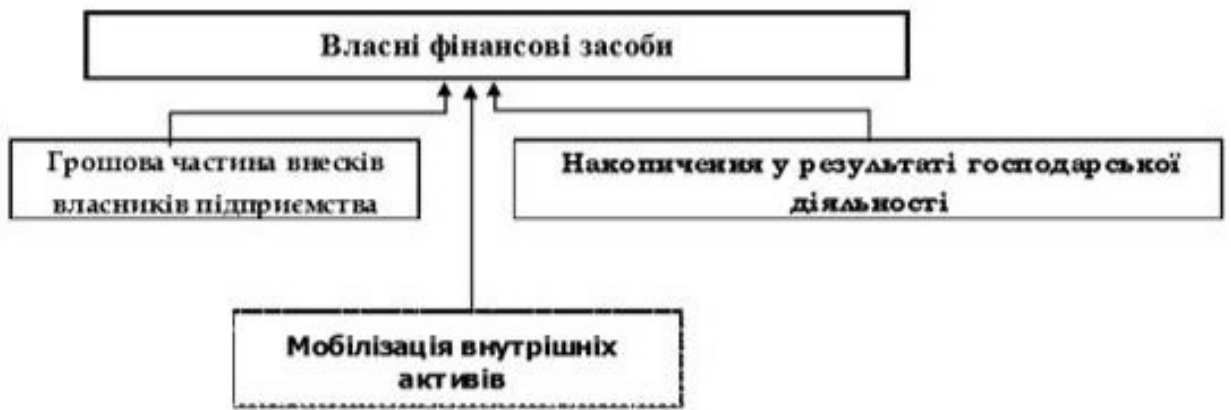 Власні фінансові засоби
Грошова частина внесків
власників підприємства
Накопичення у результаті господарської
діяльності
Мобілізація внутрішніх
активів